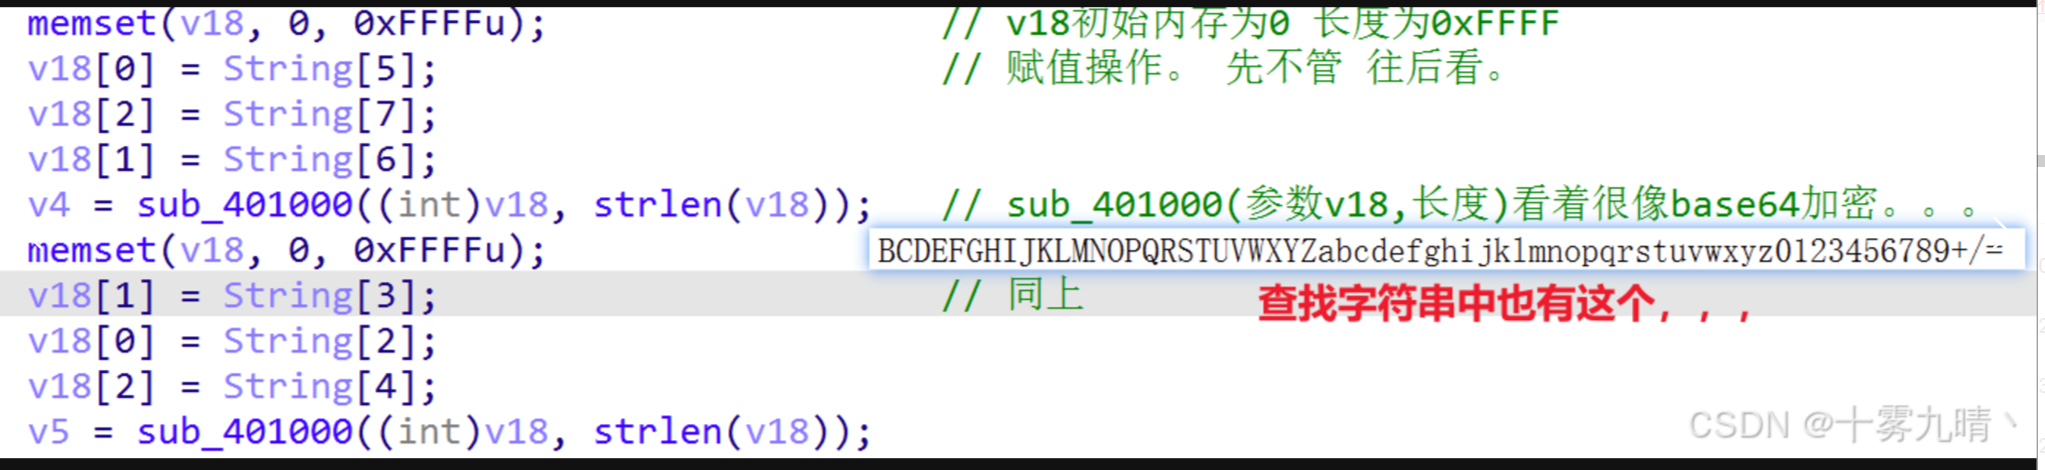 memset(v18, 0, 0xFFFFu); // v18初始内存为0 长度为0xFFFF
v18[0] = String[5]; // 赋值操作。 先不管 往后看。
v18[2] = String[7];
v18[1] = String[6];
v4 = sub_401000((int)v18, strlen(v18)); // sub_401000(参数v18,长度)看着很像base64加密。。。
memset(v18, 0, 0xFFFFu); BCDEFGHIJKLMNOPQRSTUVWXYZabcdefghijklmnopqrstuvwxyz0123456789+/=
v18[1] = String[3]; // 同上 查找字符串中也有这个，，，
v18[0] = String[2];
v18[2] = String[4];
v5 = sub_401000((int)v18, strlen(v18));
CSDN @十雾九晴丶